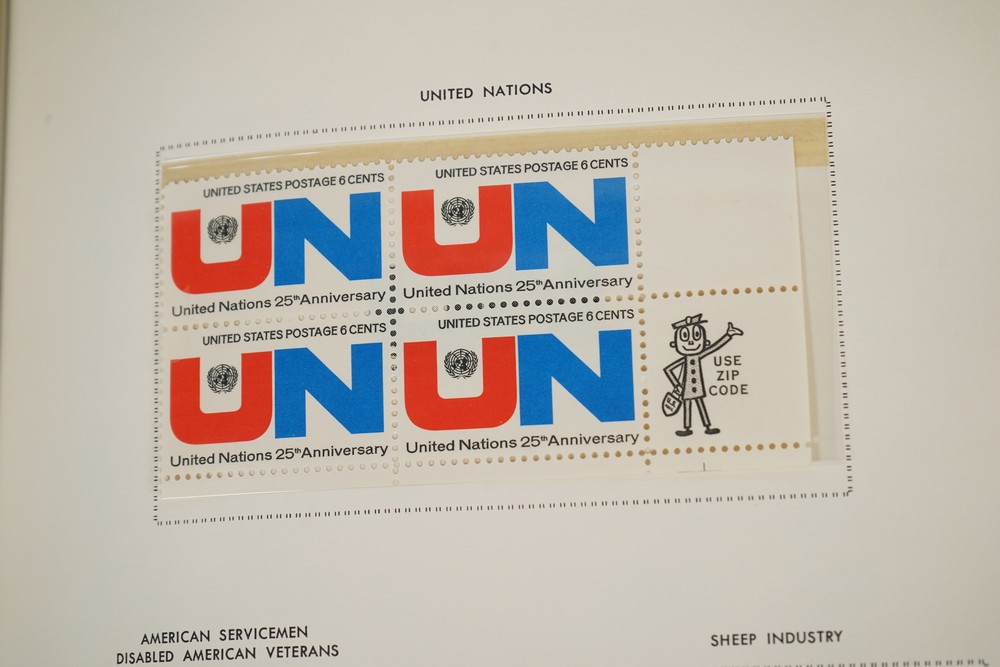 UNITED NATIONS
UNITED STATES POSTAGE 6 CENTS
UN
United Nations 25th Anniversary
UNITED STATES POSTAGE 6 CENTS
UN
United Nations 25th Anniversary
UNITED STATES POSTAGE 6 CENTS
UN
United Nations 25th Anniversary
UNITED STATES POSTAGE 6 CENTS
UN
United Nations 25th Anniversary
USE
ZIP
CODE
AMERICAN SERVICEMEN
DISABLED AMERICAN VETERANS
SHEEP INDUSTRY